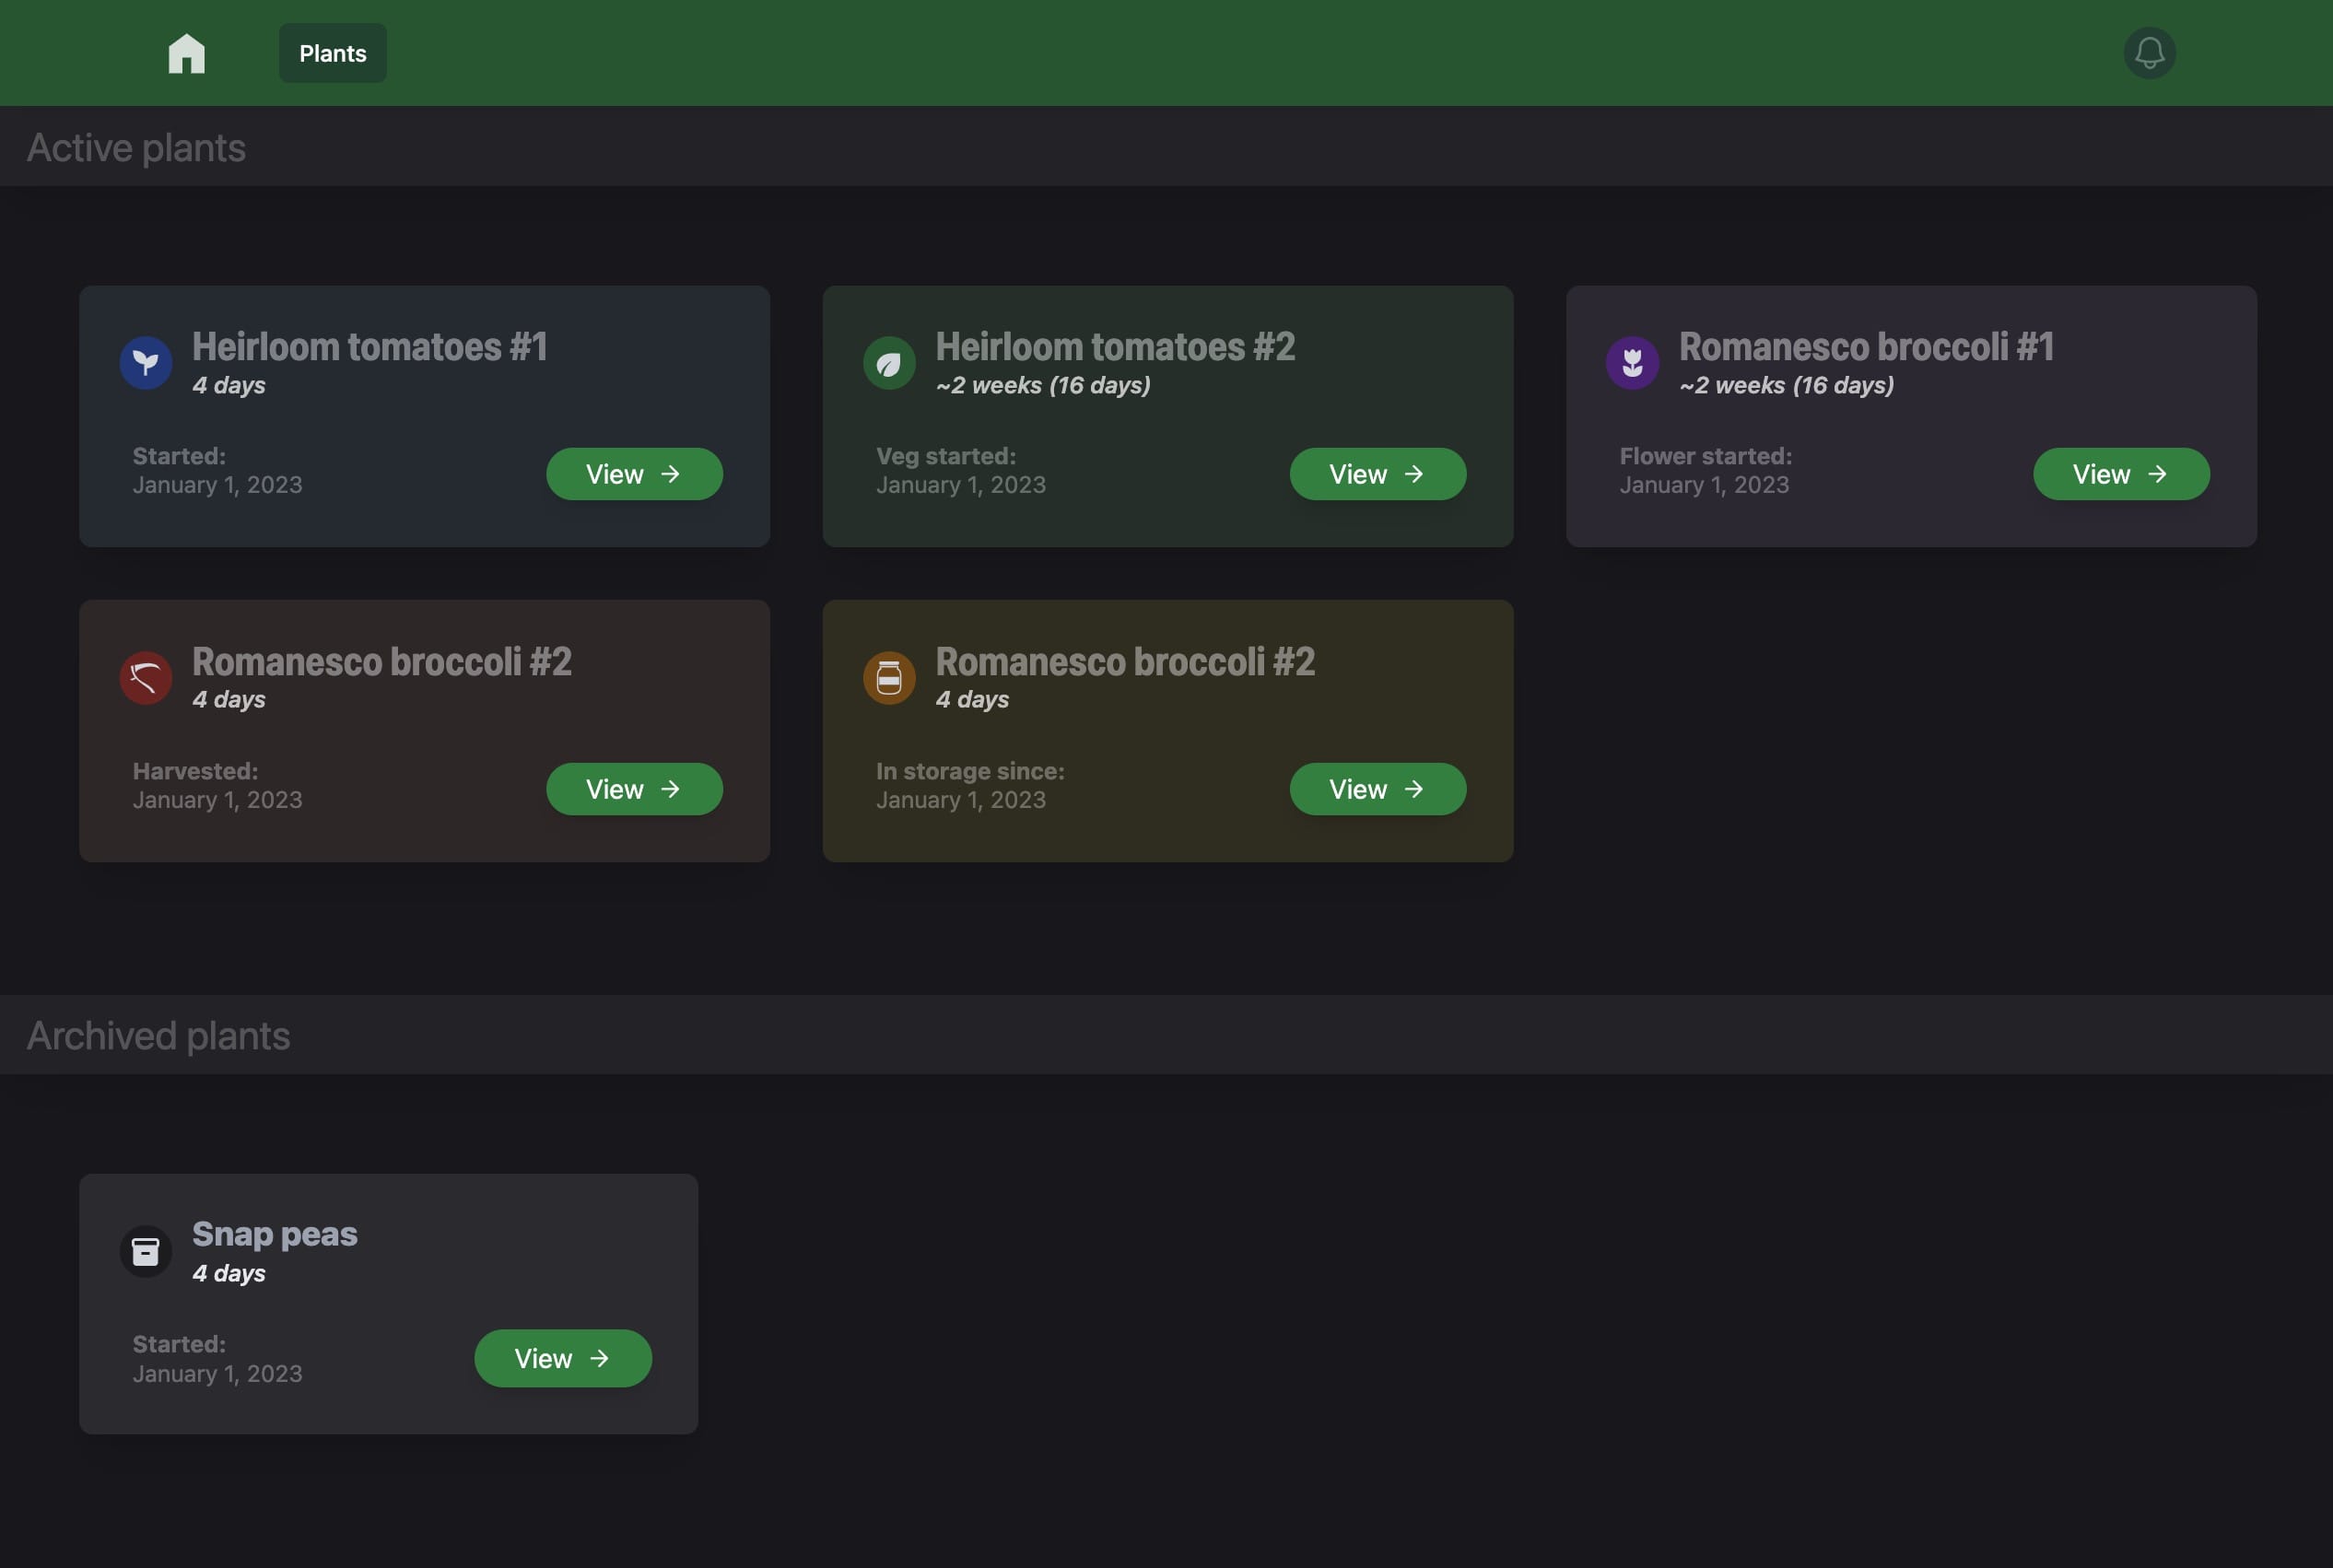 Plants
Active plants
Heirloom tomatoes #1
4 days
Started:
January 1, 2023
View
Heirloom tomatoes #2
~2 weeks (16 days)
Veg started:
January 1, 2023
View
Romanesco broccoli #1
~2 weeks (16 days)
Flower started:
January 1, 2023
View
Romanesco broccoli #2
4 days
Harvested:
January 1, 2023
View
Romanesco broccoli #2
4 days
In storage since:
January 1, 2023
View
Archived plants
Snap peas
4 days
Started:
January 1, 2023
View